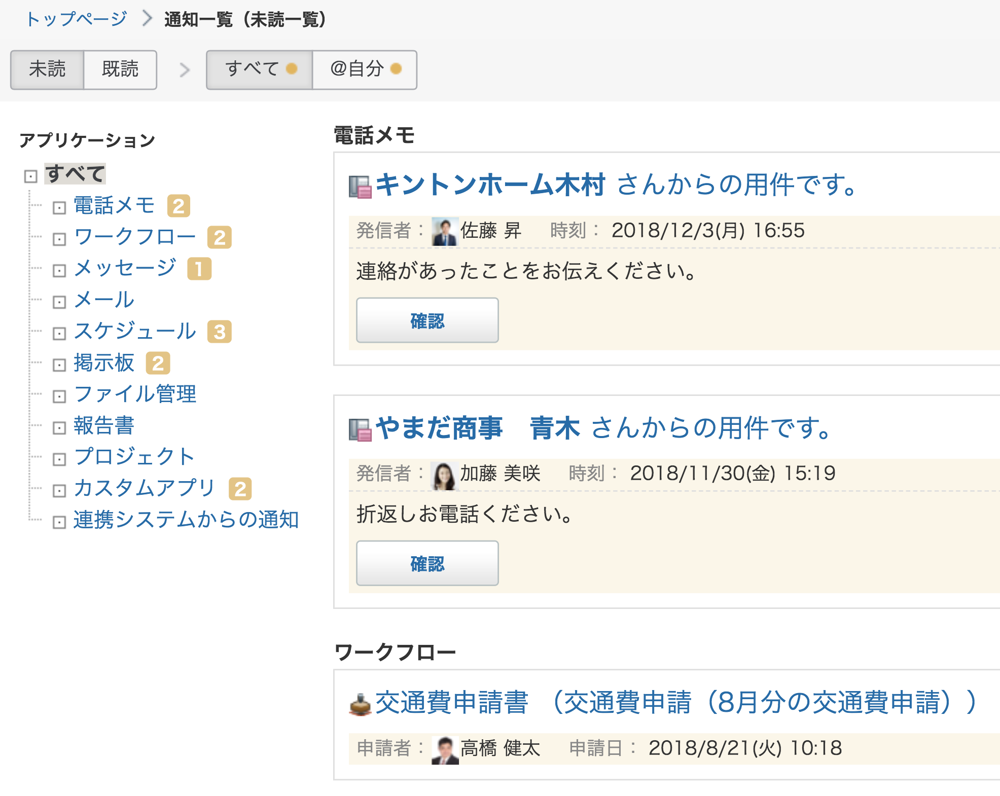 トップページ > 通知一覧（未読一覧）
未読 既読 > すべて @自分
アプリケーション
すべて
電話メモ 2
ワークフロー 2
メッセージ 1
メール
スケジュール 3
掲示板 2
ファイル管理
報告書
プロジェクト
カスタムアプリ 2
連携システムからの通知
電話メモ
キントンホーム木村 さんからの用件です。
発信者： 佐藤 昇 時刻： 2018/12/3(月) 16:55
連絡があったことをお伝えください。
確認
やまだ商事　青木 さんからの用件です。
発信者： 加藤 美咲 時刻： 2018/11/30(金) 15:19
折返しお電話ください。
確認
ワークフロー
交通費申請書 （交通費申請（8月分の交通費申請））
申請者： 高橋 健太 申請日： 2018/8/21(火) 10:18